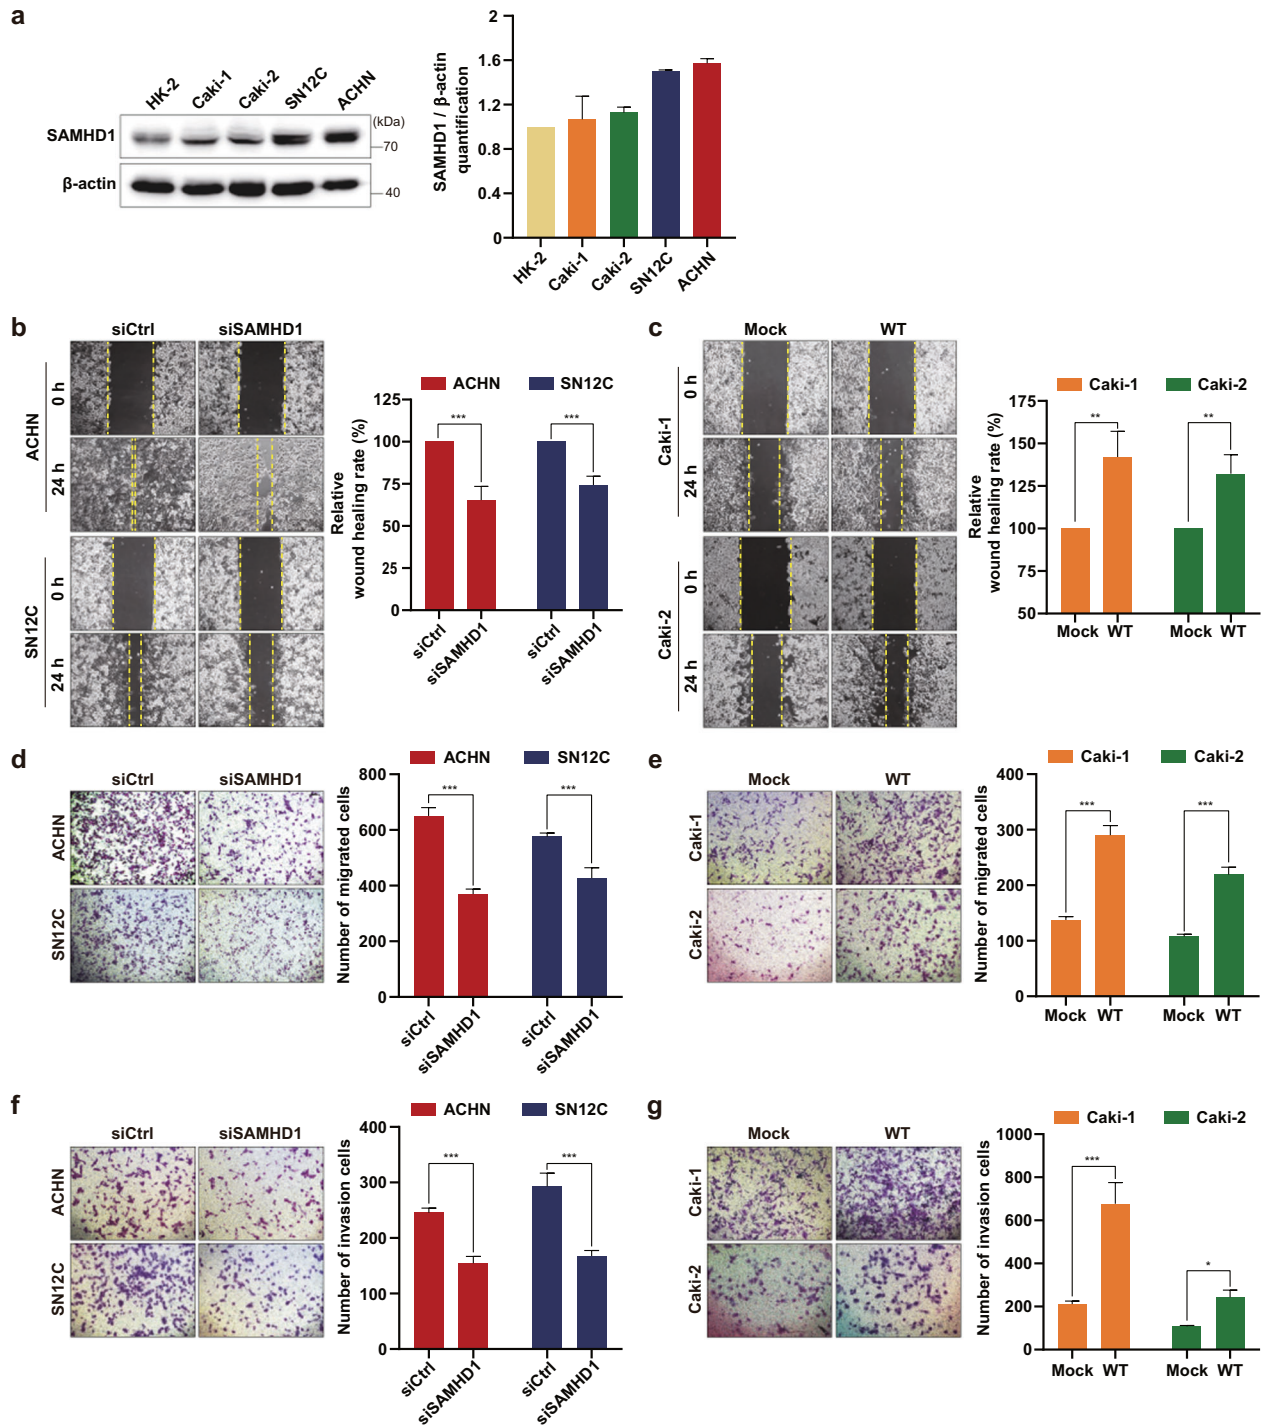 a
HK-2 Caki-1 Caki-2 SN12C ACHN
(kDa)
SAMHD1
70
β-actin
40
SAMHD1 / β-actin
quantification
2
1.6
1.2
0.8
0.4
0
HK-2 Caki-1 Caki-2 SN12C ACHN
b
siCtrl siSAMHD1
ACHN
0 h
24 h
SN12C
0 h
24 h
ACHN SN12C
Relative
wound healing rate (%)
125
100
75
50
25
0
*** ***
siCtrl siSAMHD1 siCtrl siSAMHD1
c
Mock WT
Caki-1
0 h
24 h
Caki-2
0 h
24 h
Caki-1 Caki-2
Relative
wound healing rate (%)
175
150
125
100
75
50
** **
Mock WT Mock WT
d
siCtrl siSAMHD1
ACHN
SN12C
ACHN SN12C
Number of migrated cells
800
600
400
200
0
*** ***
siCtrl siSAMHD1 siCtrl siSAMHD1
e
Mock WT
Caki-1
Caki-2
Caki-1 Caki-2
Number of migrated cells
400
300
200
100
0
*** ***
Mock WT Mock WT
f
siCtrl siSAMHD1
ACHN
SN12C
ACHN SN12C
Number of invasion cells
400
300
200
100
0
*** ***
siCtrl siSAMHD1 siCtrl siSAMHD1
g
Mock WT
Caki-1
Caki-2
Caki-1 Caki-2
Number of invasion cells
1000
800
600
400
200
0
*** *
Mock WT Mock WT